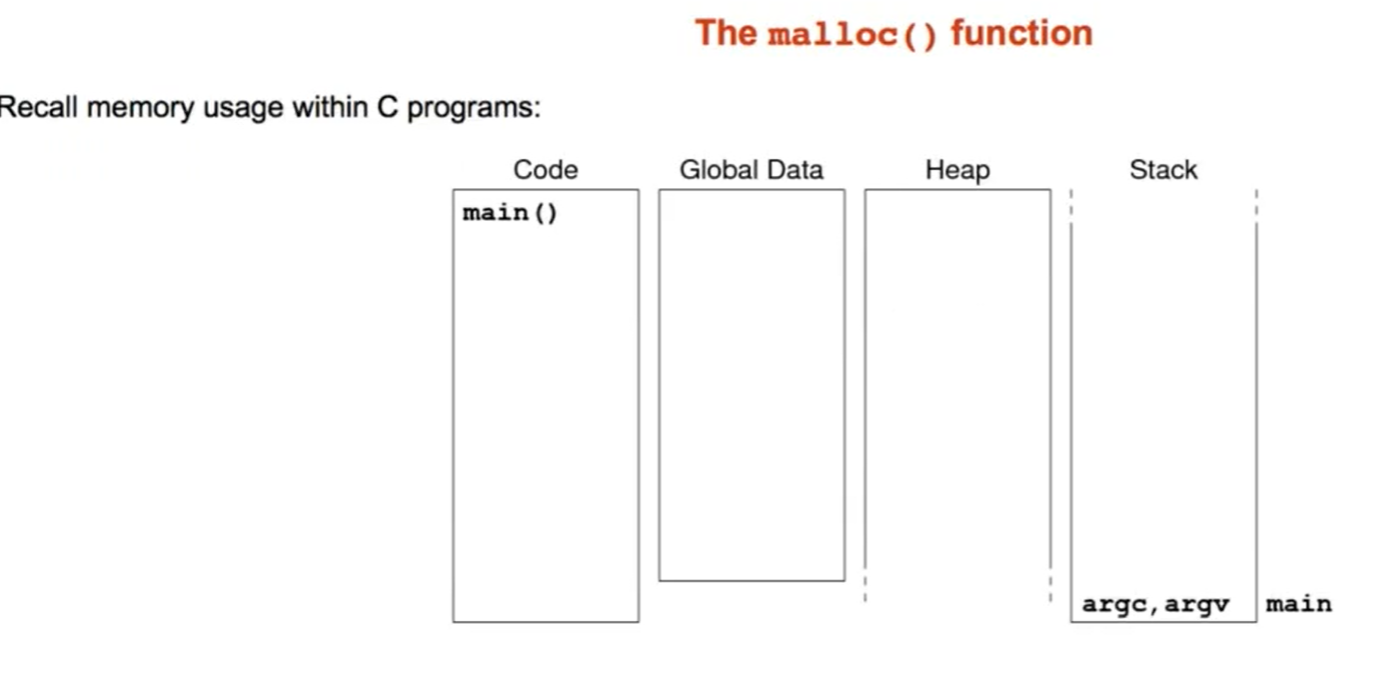 The malloc() function
Recall memory usage within C programs:
Code Global Data Heap Stack
main()
argc,argv main